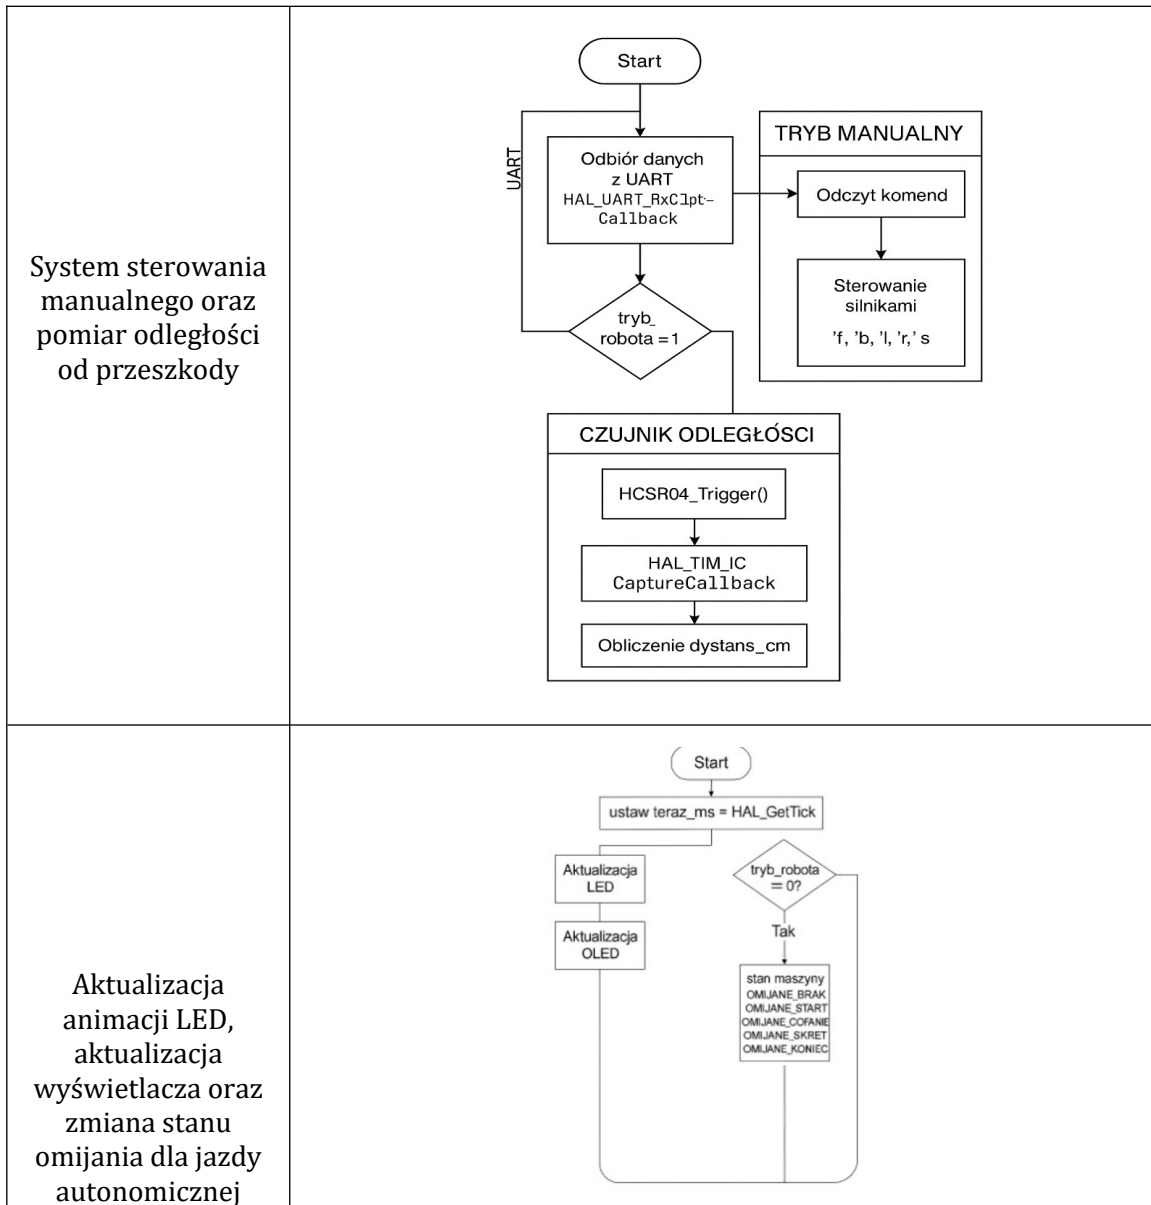 System sterowania
manualnego oraz
pomiar odległości
od przeszkody
Start
UART
Odbiór danych
z UART
HAL_UART_RxClpt-
Callback
tryb_
robota =1
TRYB MANUALNY
Odczyt komend
Sterowanie
silnikami
'f, 'b, 'l, 'r,' s
CZUJNIK ODLEGŁÓSCI
HCSR04_Trigger()
HAL_TIM_IC
CaptureCallback
Obliczenie dystans_cm
Aktualizacja
animacji LED,
aktualizacja
wyświetlacza oraz
zmiana stanu
omijania dla jazdy
autonomicznej
Start
ustaw teraz_ms = HAL_GetTick
Aktualizacja
LED
Aktualizacja
OLED
tryb_robota
= 0?
Tak
stan maszyny
OMIJANE_BRAK
OMIJANE_START
OMIJANE_COFANIE
OMIJANE_SKRET
OMIJANE_KONIEC